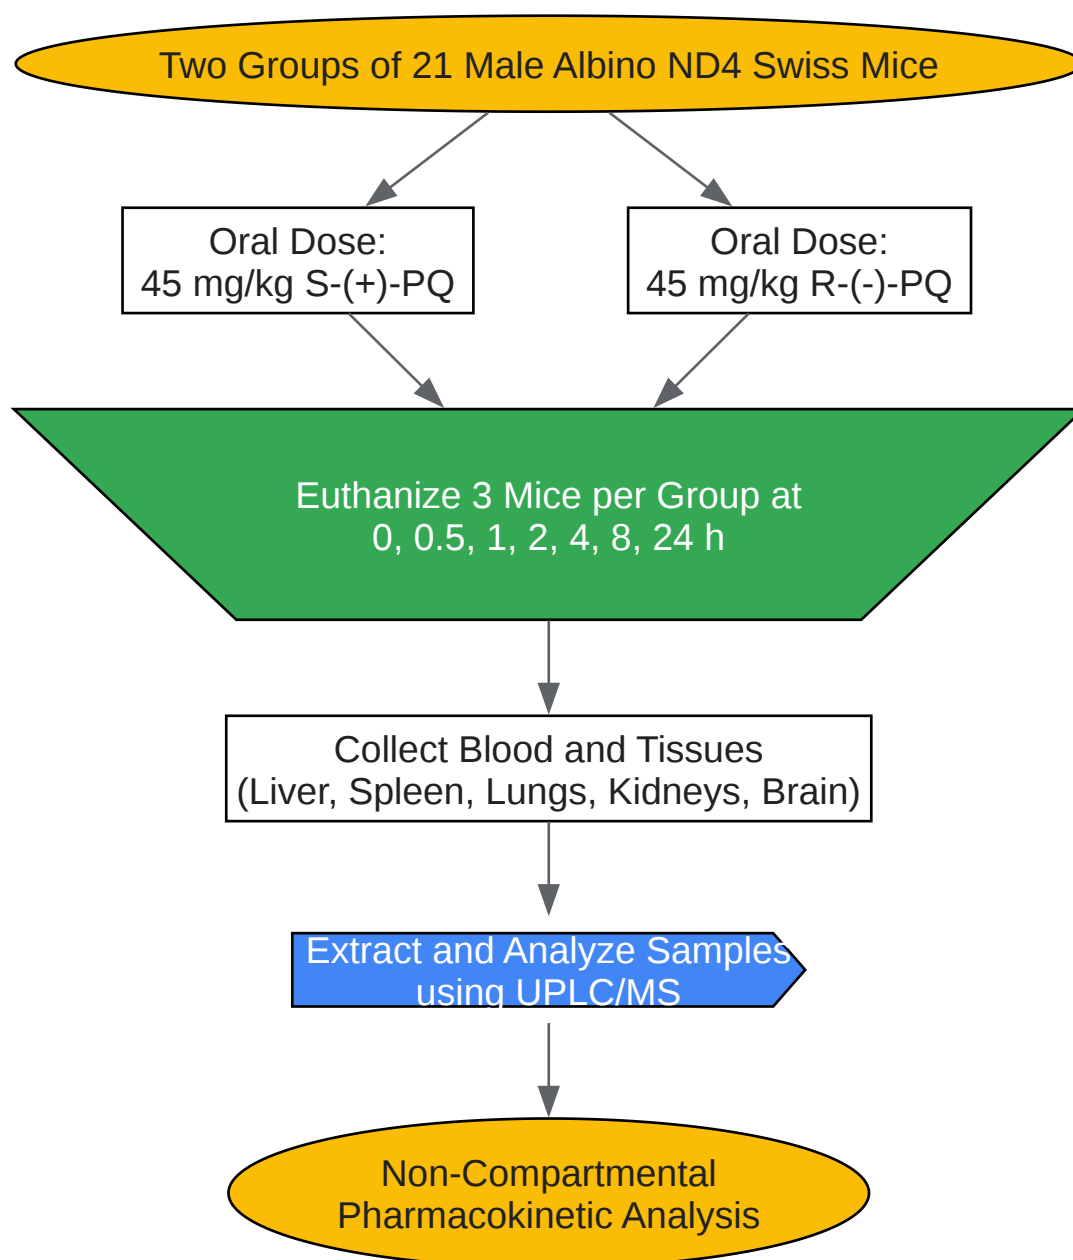 Two Groups of 21 Male Albino ND4 Swiss Mice
Oral Dose:
45 mg/kg S-(+)-PQ
Oral Dose:
45 mg/kg R-(-)-PQ
Euthanize 3 Mice per Group at
0, 0.5, 1, 2, 4, 8, 24 h
Collect Blood and Tissues
(Liver, Spleen, Lungs, Kidneys, Brain)
Extract and Analyze Samples
using UPLC/MS
Non-Compartmental
Pharmacokinetic Analysis